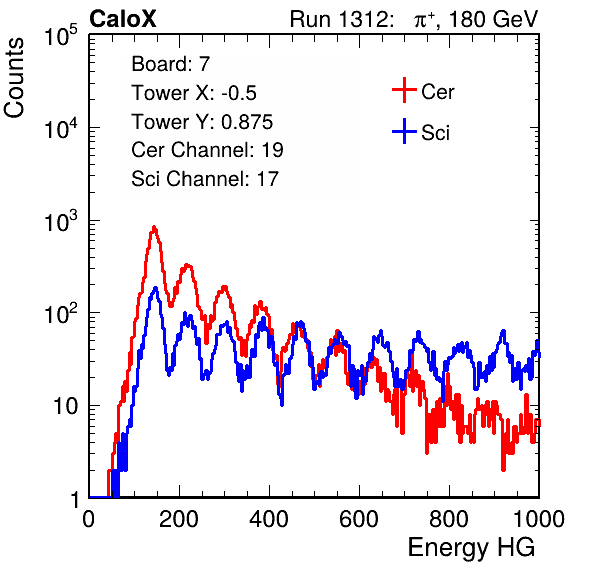 CaloX Run 1312: π⁺, 180 GeV
Counts
10⁵
10⁴
10³
10²
10
1
Board: 7
Tower X: -0.5
Tower Y: 0.875
Cer Channel: 19
Sci Channel: 17
Cer
Sci
0 200 400 600 800 1000
Energy HG